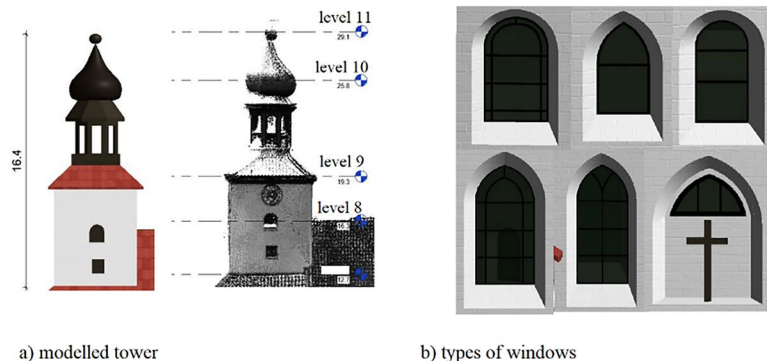 level 11
29.1
level 10
25.8
16.4
level 9
19.3
level 8
16.3
12.7
a) modelled tower
b) types of windows